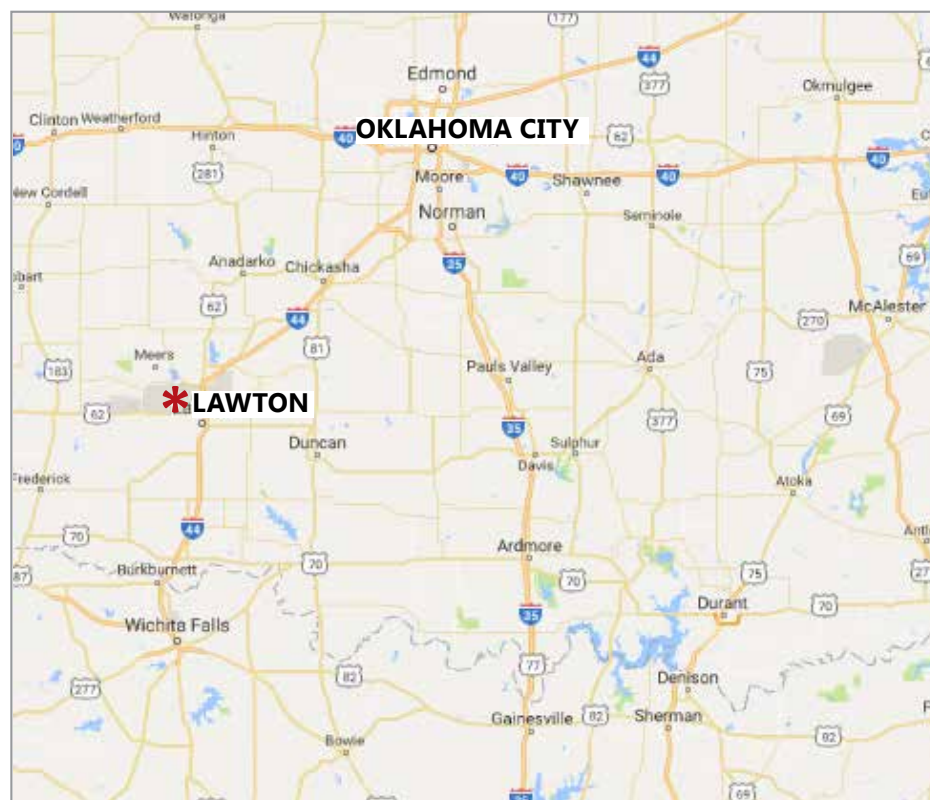 Watonga
177
44
Edmond
377
Okmulgee
Clinton Weatherford
40
OKLAHOMA CITY
62
Hinton
40
281
Moore
40
Shawnee
40
New Cordell
Norman
Seminole
Anadarko
Chickasha
35
69
62
44
270
McAlester
81
Meers
Pauls Valley
Ada
183
75
*LAWTON
62
35
377
69
Duncan
Sulphur
Davis
Frederick
Atoka
44
70
Ardmore
70
Burkburnett
87
70
75
Durant
70
35
Wichita Falls
77
82
Denison
277
Gainesville
82
Sherman
82
Bowie
35
69